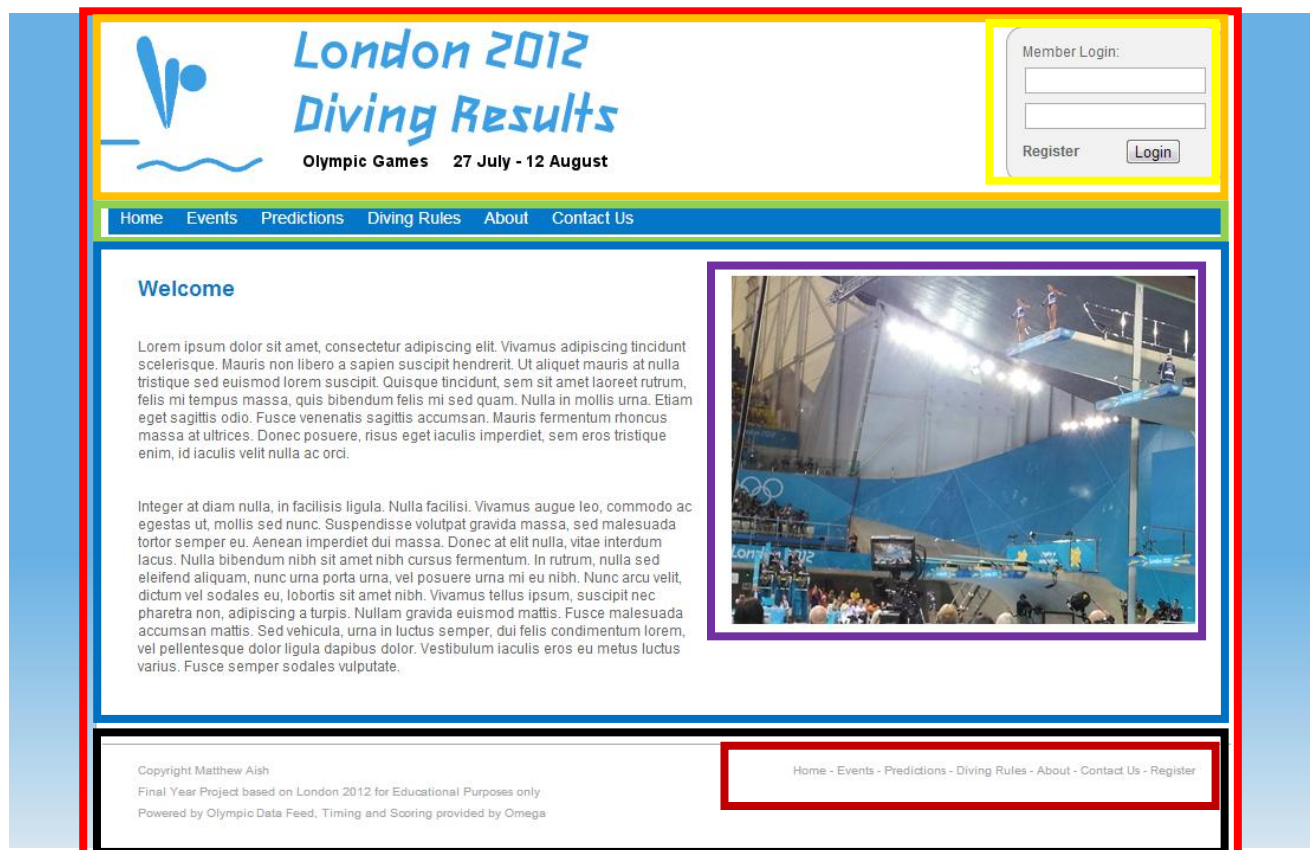 London 2012
Diving Results
Olympic Games 27 July - 12 August
Member Login:
Register Login
Home Events Predictions Diving Rules About Contact Us
Welcome
Lorem ipsum dolor sit amet, consectetur adipiscing elit. Vivamus adipiscing tincidunt
scelerisque. Mauris non libero a sapien suscipit hendrerit. Ut aliquet mauris at nulla
tristique sed euismod lorem suscipit. Quisque tincidunt, sem sit amet laoreet rutrum,
felis mi tempus massa, quis bibendum felis mi sed quam. Nulla in mollis urna. Etiam
eget sagittis odio. Fusce venenatis sagittis accumsan. Mauris fermentum rhoncus
massa at ultrices. Donec posuere, risus eget iaculis imperdiet, sem eros tristique
enim, id iaculis velit nulla ac orci.
Integer at diam nulla, in facilisis ligula. Nulla facilisi. Vivamus augue leo, commodo ac
egestas ut, mollis sed nunc. Suspendisse volutpat gravida massa, sed malesuada
tortor semper eu. Aenean imperdiet dui massa. Donec at elit nulla, vitae interdum
lacus. Nulla bibendum nibh sit amet nibh cursus fermentum. In rutrum, nulla sed
eleifend aliquam, nunc urna porta urna, vel posuere urna mi eu nibh. Nunc arcu velit,
dictum vel sodales eu, lobortis sit amet nibh. Vivamus tellus ipsum, suscipit nec
pharetra non, adipiscing a turpis. Nullam gravida euismod mattis. Fusce malesuada
accumsan mattis. Sed vehicula, urna in luctus semper, dui felis condimentum lorem,
vel pellentesque dolor ligula dapibus dolor. Vestibulum iaculis eros eu metus luctus
varius. Fusce semper sodales vulputate.
London 2012
Copyright Matthew Aish
Final Year Project based on London 2012 for Educational Purposes only
Powered by Olympic Data Feed, Timing and Scoring provided by Omega
Home - Events - Predictions - Diving Rules - About - Contact Us - Register